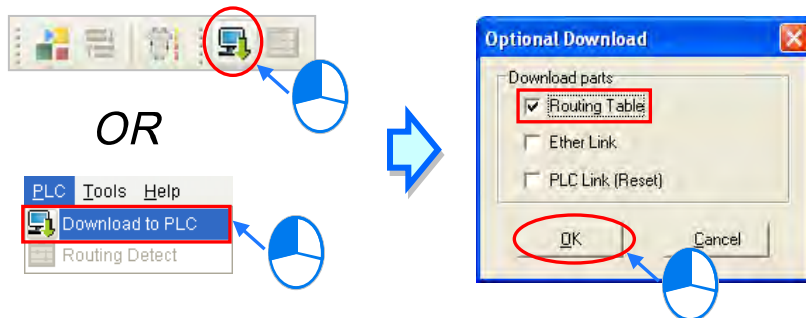 OR
PLC Tools Help
Download to PLC
Routing Detect
Optional Download
Download parts
Routing Table
Ether Link
PLC Link (Reset)
OK Cancel